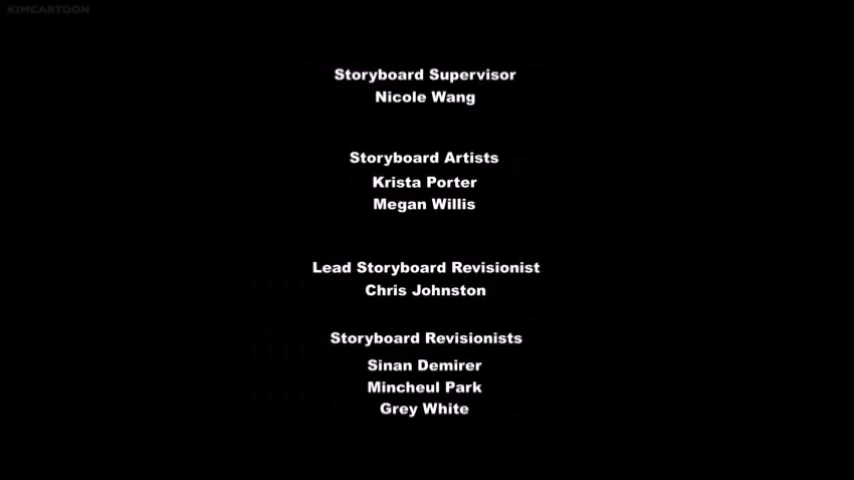 KIMCARTOON
Storyboard Supervisor
Nicole Wang
Storyboard Artists
Krista Porter
Megan Willis
Lead Storyboard Revisionist
Chris Johnston
Storyboard Revisionists
Sinan Demirer
Mincheul Park
Grey White